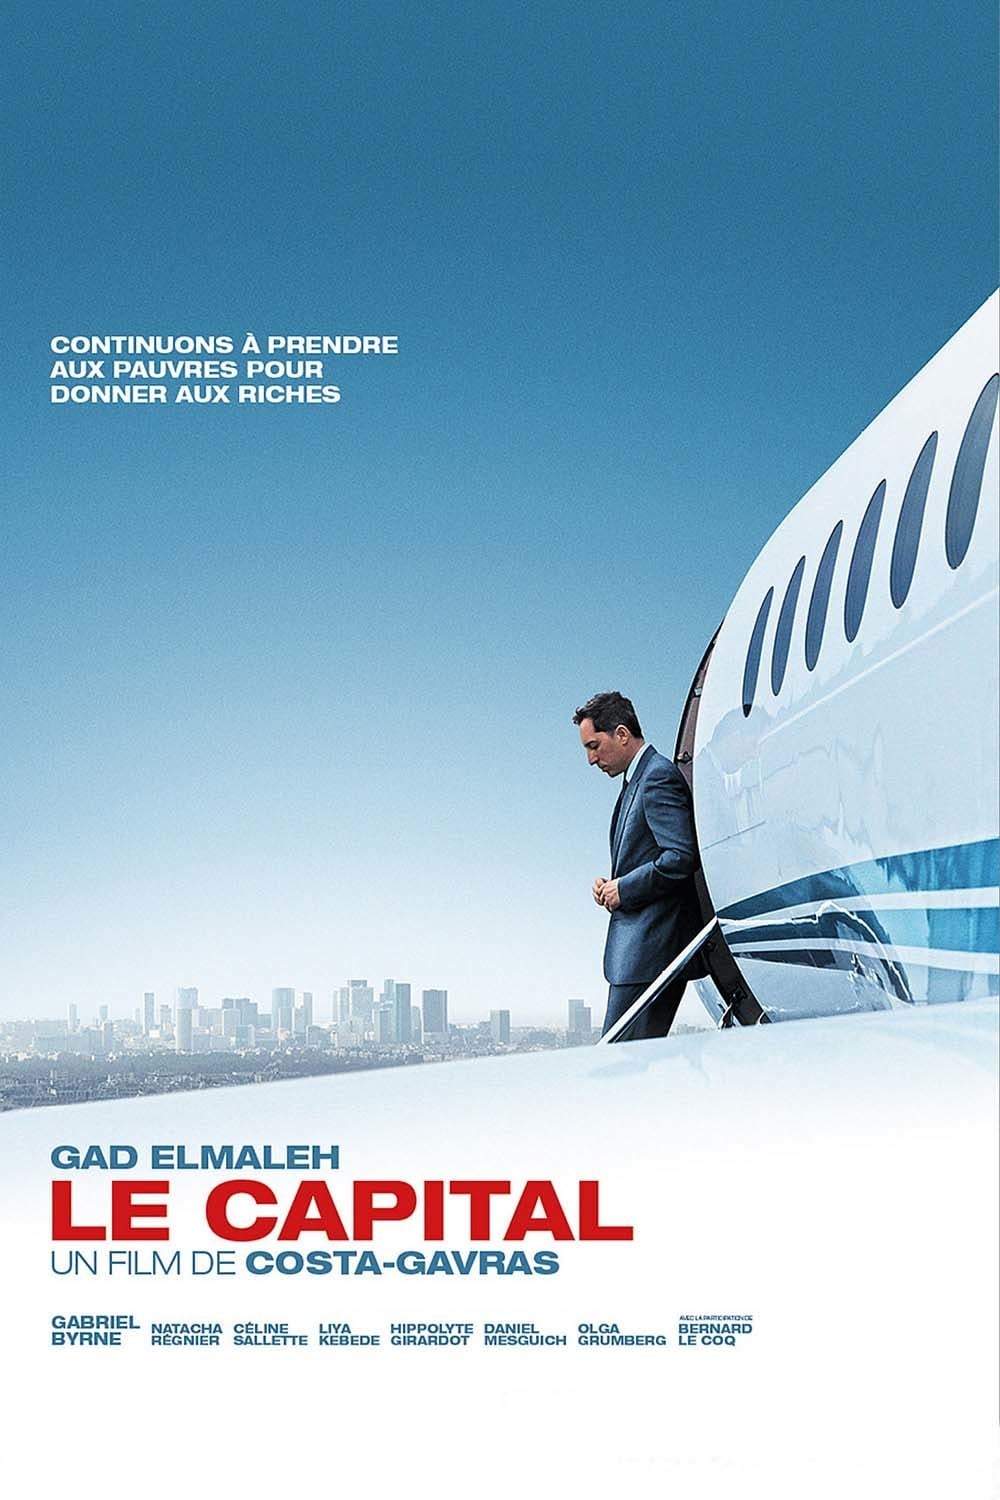 CONTINUONS À PRENDRE
AUX PAUVRES POUR
DONNER AUX RICHES
GAD ELMALEH
LE CAPITAL
UN FILM DE COSTA-GAVRAS
GABRIEL BYRNE
NATACHA RÉGNIER
CÉLINE SALLETTE
LIYA KEBEDE
HIPPOLYTE GIRARDOT
DANIEL MESGUICH
OLGA GRUMBERG
AVEC LA PARTICIPATION DE
BERNARD LE COQ